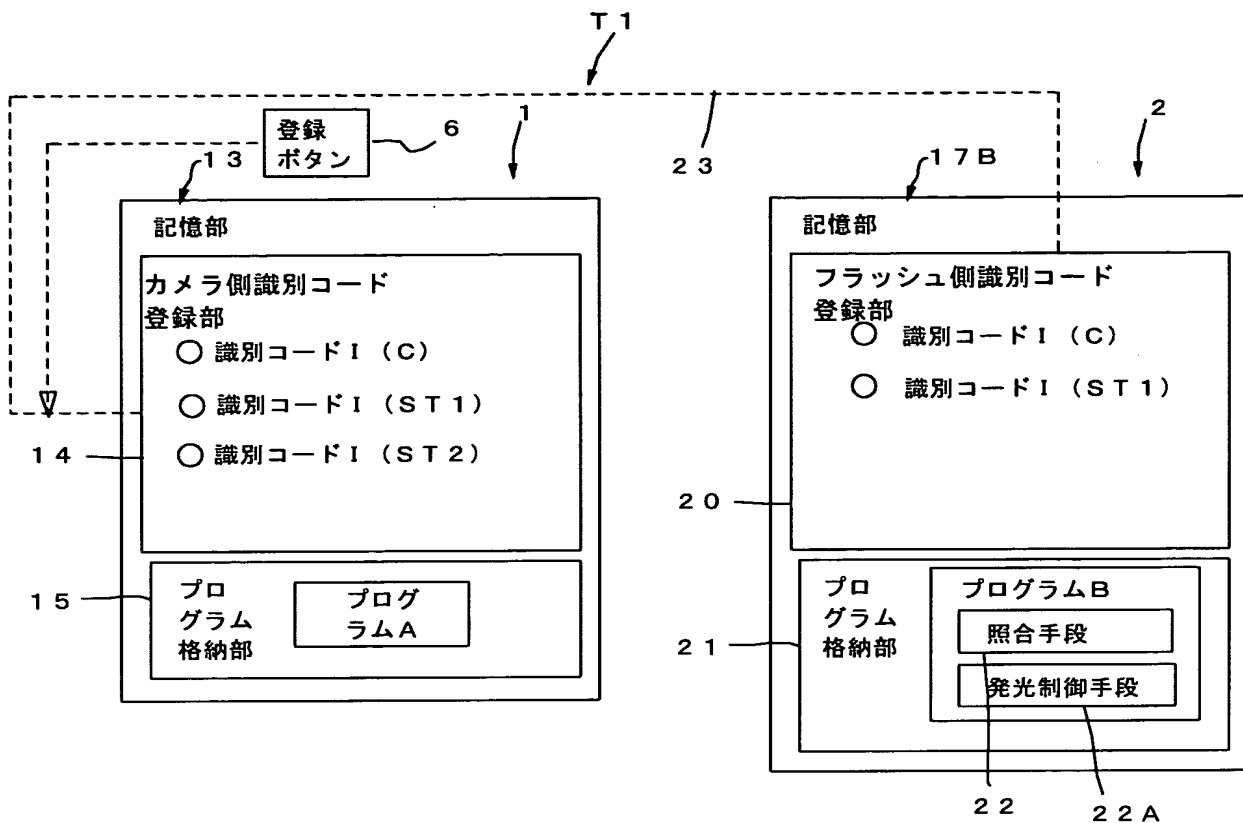 T1
登録
ボタン
6
1
23
2
13
17B
記憶部
カメラ側識別コード
登録部
識別コードI (C)
識別コードI (ST1)
識別コードI (ST2)
14
15
プロ
グラム
格納部
プログ
ラムA
記憶部
フラッシュ側識別コード
登録部
識別コードI (C)
識別コードI (ST1)
20
21
プロ
グラム
格納部
プログラムB
照合手段
発光制御手段
22
22A